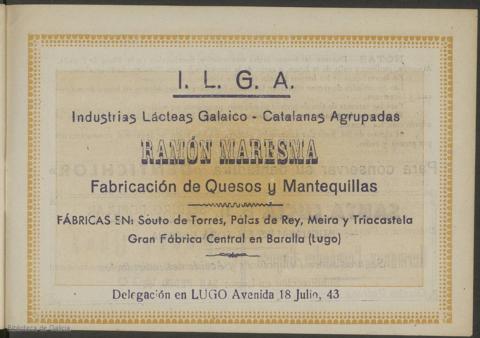 I. L. G. A.
Industrias Lácteas Galaico - Catalanas Agrupadas
RAMÓN MARESMA
Fabricación de Quesos y Mantequillas
FÁBRICAS EN: Souto de Torres, Palas de Rey, Meira y Triacastela
Gran Fábrica Central en Baralla (Lugo)
Delegación en LUGO Avenida 18 Julio, 43
Biblioteca de Galicia